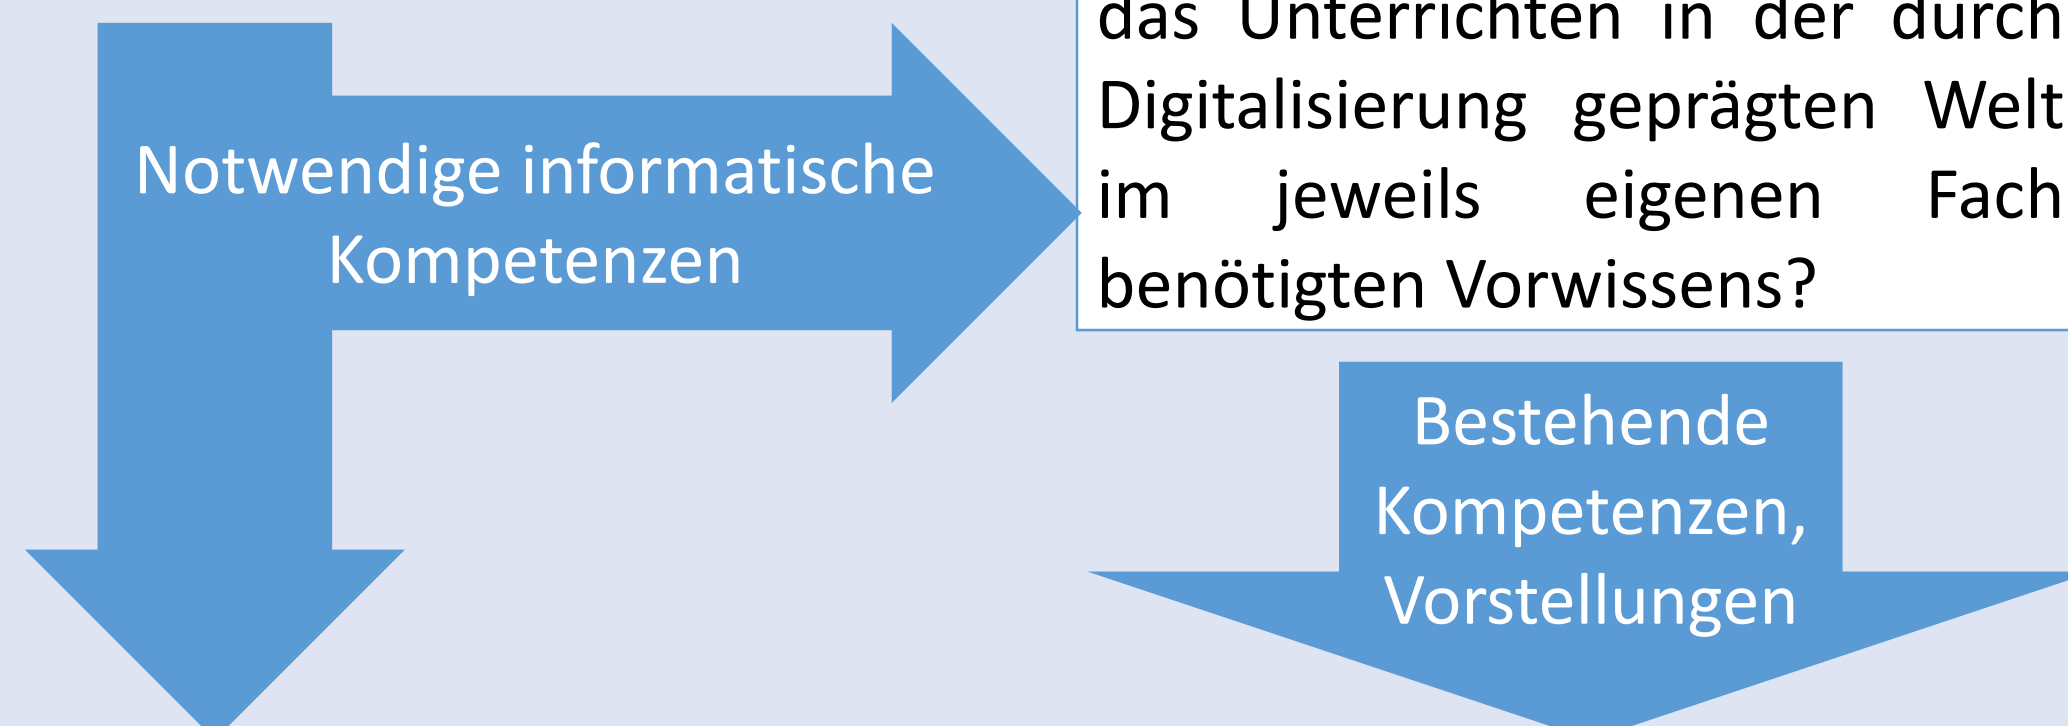 das Unterrichten in der durch
Digitalisierung geprägten Welt
im jeweils eigenen Fach
benötigten Vorwissens?
Notwendige informatische
Kompetenzen
Bestehende
Kompetenzen,
Vorstellungen